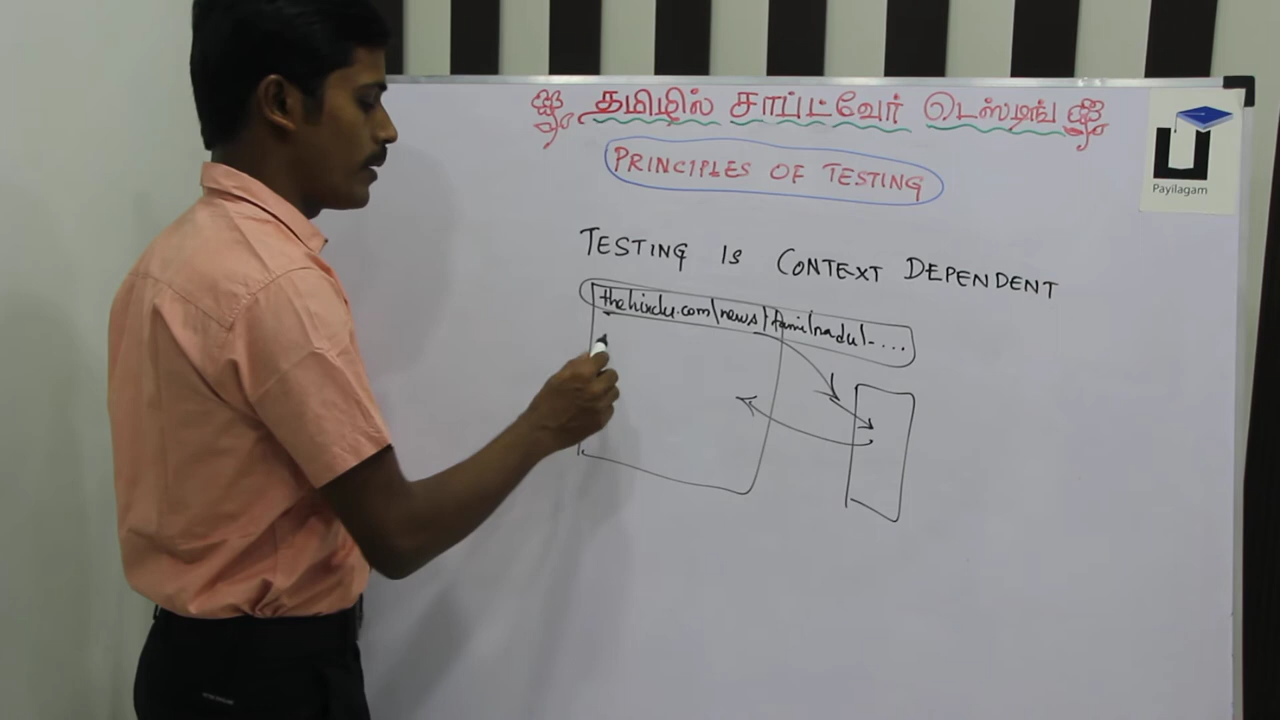 தமிழில் சாப்ட்வேர் டெஸ்டிங்
Payilagam
PRINCIPLES OF TESTING
TESTING IS CONTEXT DEPENDENT
thehindu.com/news/tamilnadu/-....